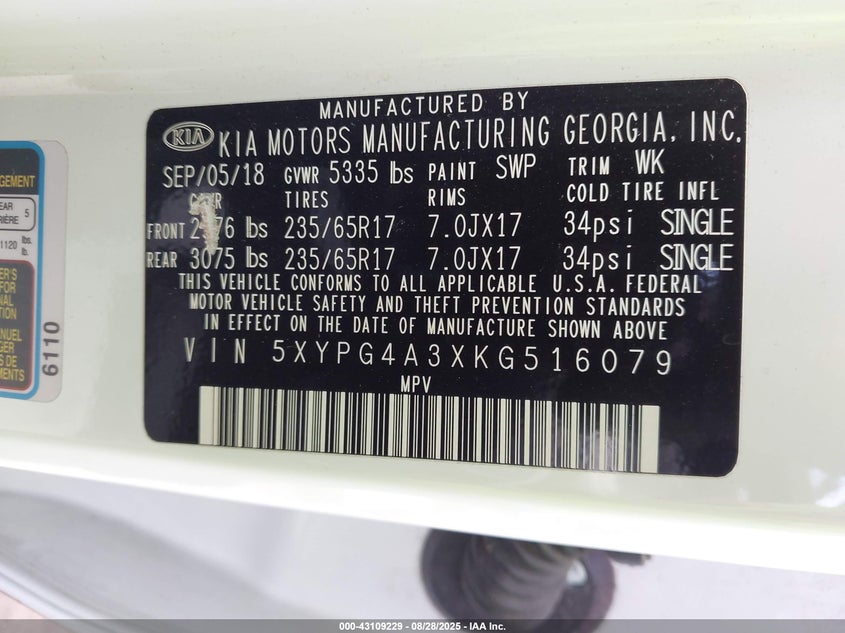 MANUFACTURED BY
KIA KIA MOTORS MANUFACTURING GEORGIA, INC.
SEP/05/18 GVWR 5335 lbs PAINT SWP TRIM WK
TIRES RIMS COLD TIRE INFL
FRONT lbs 235/65R17 7.0JX17 34psi SINGLE
REAR 3075 lbs 235/65R17 7.0JX17 34psi SINGLE
THIS VEHICLE CONFORMS TO ALL APPLICABLE U.S.A. FEDERAL
MOTOR VEHICLE SAFETY AND THEFT PREVENTION STANDARDS
IN EFFECT ON THE DATE OF MANUFACTURE SHOWN ABOVE
VIN 5XYPG4A3XKG516079
MPV
6110
000-43109229 - 08/28/2025 - IAA Inc.